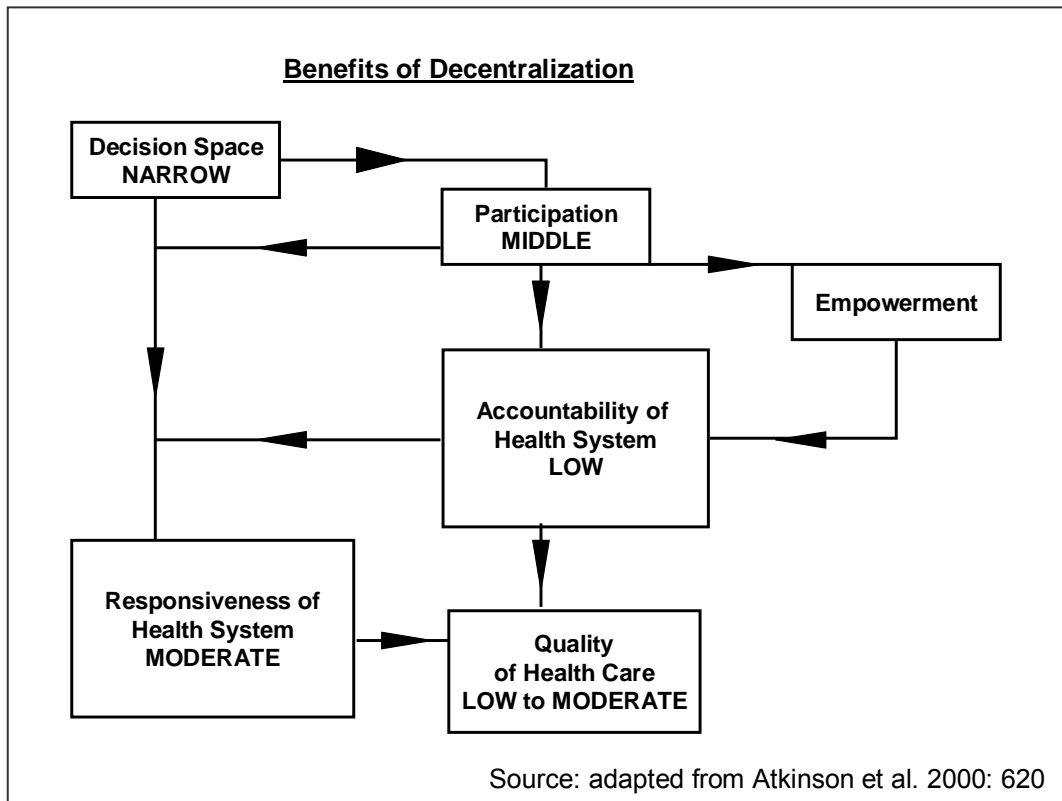 Benefits of Decentralization
Decision Space
NARROW
Participation
MIDDLE
Empowerment
Accountability of
Health System
LOW
Responsiveness of
Health System
MODERATE
Quality
of Health Care
LOW to MODERATE
Source: adapted from Atkinson et al. 2000: 620